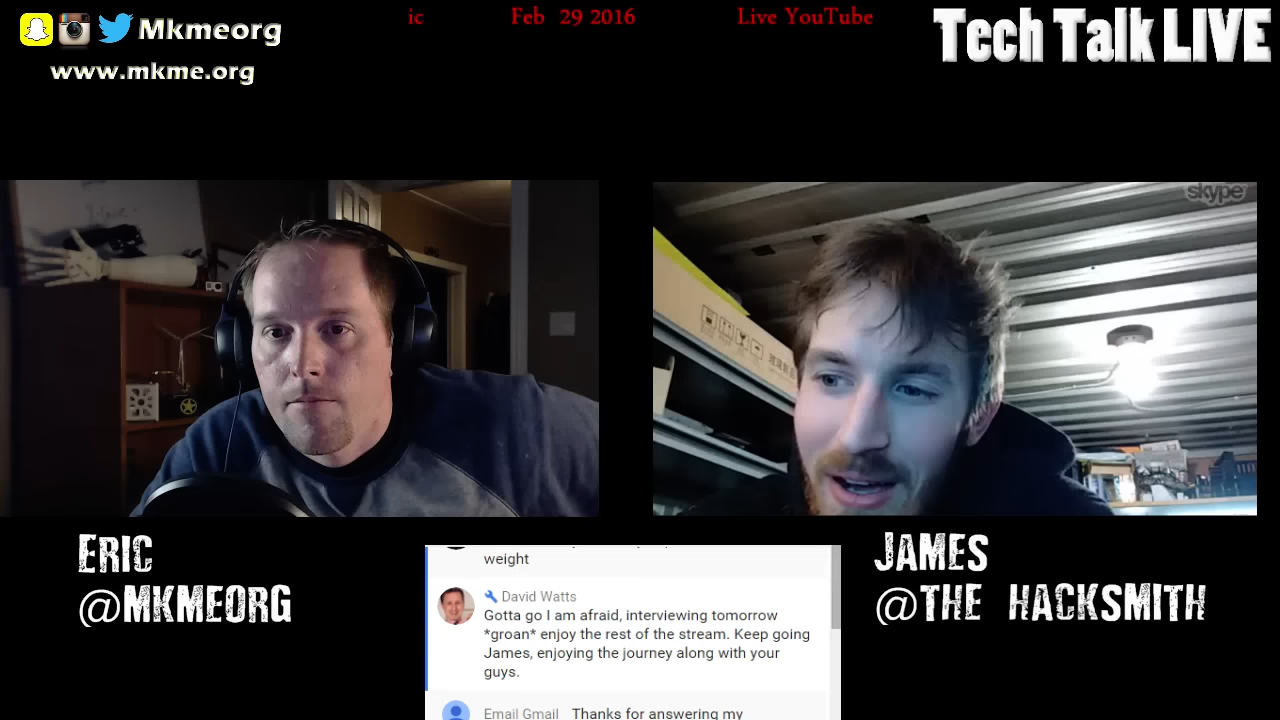 Mkmeorg
www.mkme.org
ic Feb 29 2016 Live YouTube
Tech Talk LIVE
skype
ERIC
@MKMEORG
JAMES
@THE HACKSMITH
weight
David Watts
Gotta go I am afraid, interviewing tomorrow
*groan* enjoy the rest of the stream. Keep going
James, enjoying the journey along with your
guys.
Email Gmail Thanks for answering my